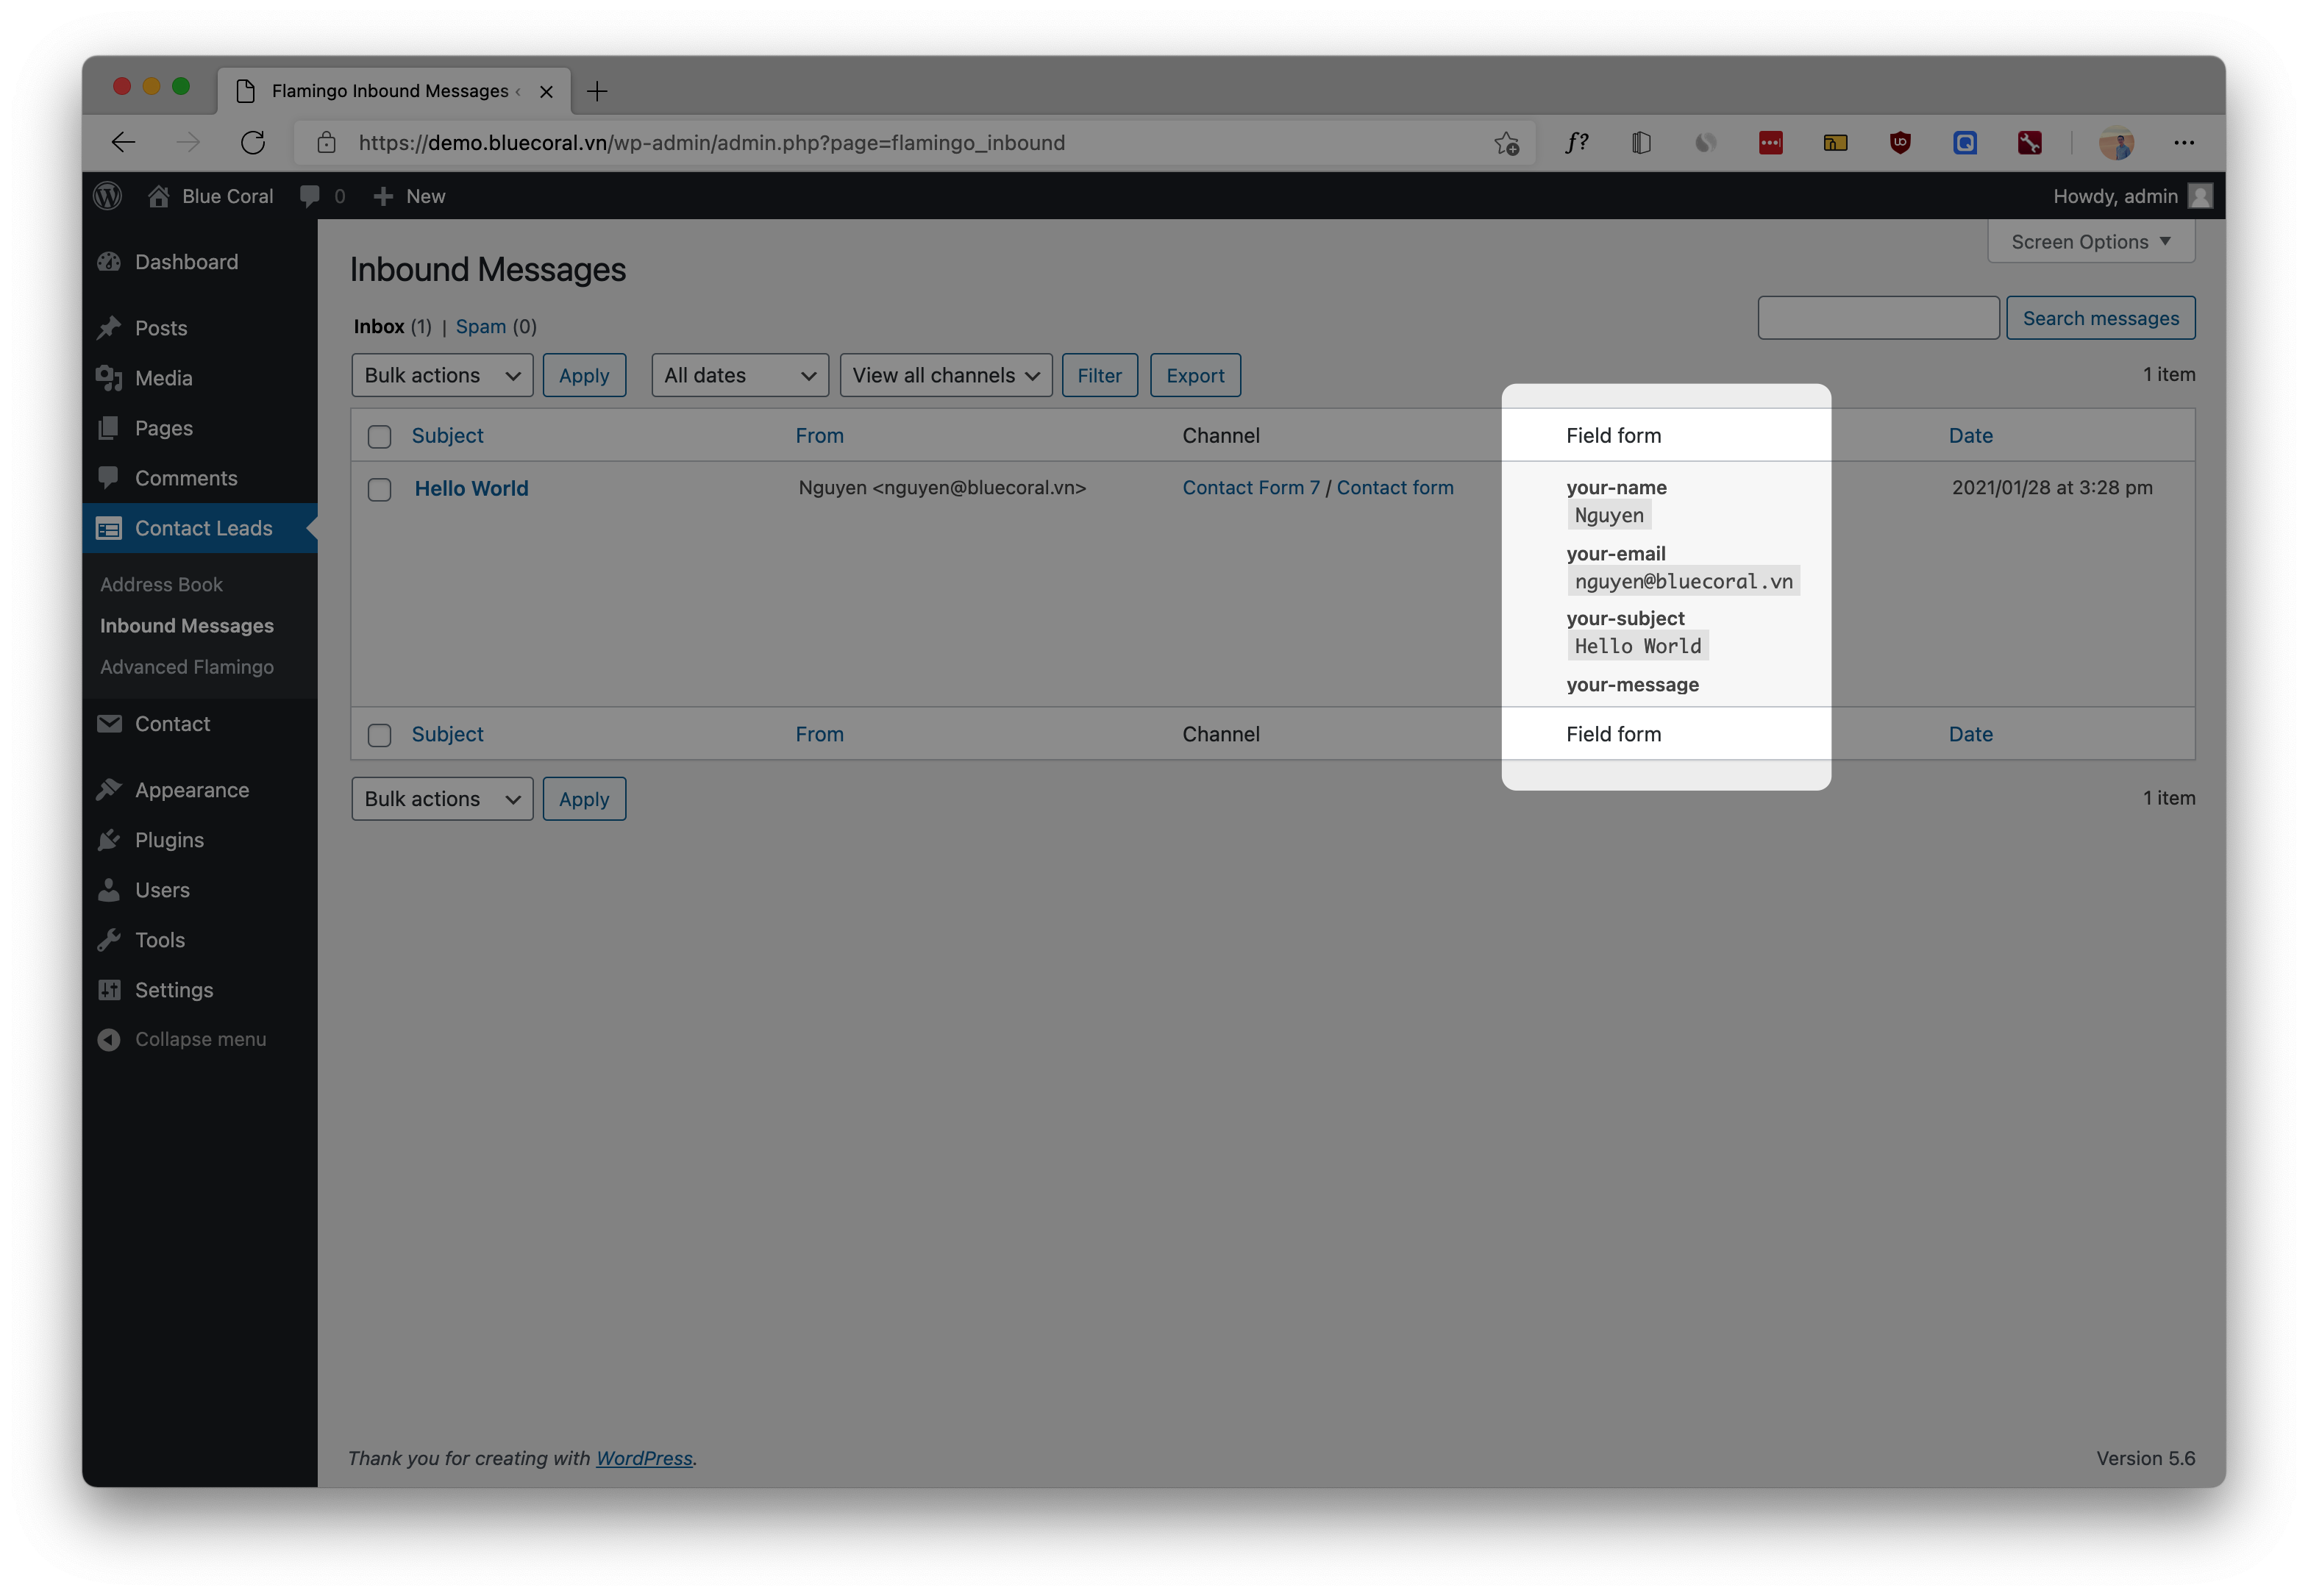 Flamingo Inbound Messages ‹
https://demo.bluecoral.vn/wp-admin/admin.php?page=flamingo_inbound
f?
Blue Coral 0 New
Howdy, admin
Dashboard
Posts
Media
Pages
Comments
Contact Leads
Address Book
Inbound Messages
Advanced Flamingo
Contact
Appearance
Plugins
Users
Tools
Settings
Collapse menu
Screen Options
Inbound Messages
Inbox (1) | Spam (0)
Search messages
Bulk actions Apply All dates View all channels Filter Export 1 item
Subject From Channel Field form Date
Hello World Nguyen <nguyen@bluecoral.vn> Contact Form 7 / Contact form your-name 2021/01/28 at 3:28 pm
Nguyen
your-email
nguyen@bluecoral.vn
your-subject
Hello World
your-message
Subject From Channel Field form Date
Bulk actions Apply 1 item
Thank you for creating with WordPress. Version 5.6